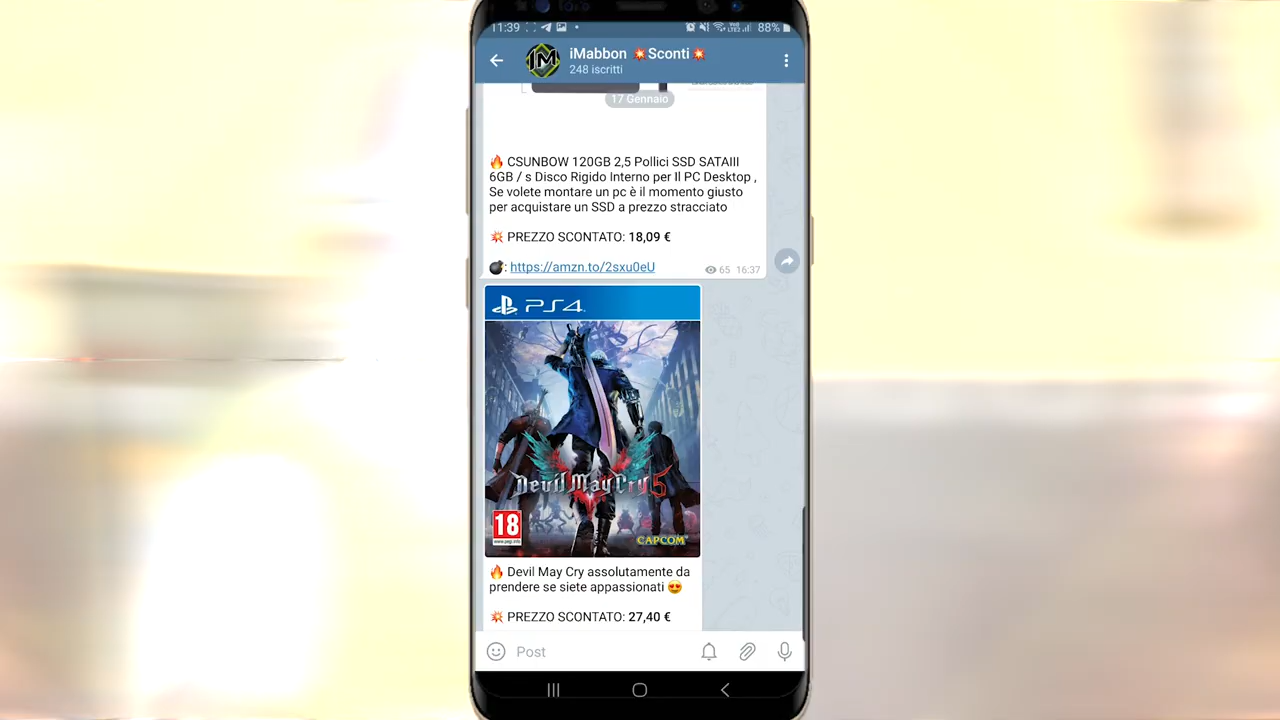 11:39
88%
iMabbon 💥Sconti💥
248 iscritti
17 Gennaio
🔥 CSUNBOW 120GB 2,5 Pollici SSD SATAIII
6GB / s Disco Rigido Interno per Il PC Desktop ,
Se volete montare un pc è il momento giusto
per acquistare un SSD a prezzo stracciato
💥 PREZZO SCONTATO: 18,09 €
💣: https://amzn.to/2sxu0eU
65 16:37
PS4
Devil May Cry 5
18
www.pegi.info
CAPCOM
🔥 Devil May Cry assolutamente da
prendere se siete appassionati 😍
💥 PREZZO SCONTATO: 27,40 €
Post